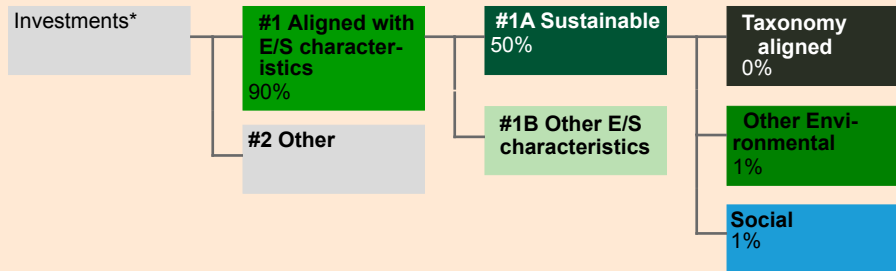 Investments*
#1 Aligned with
E/S character-
istics
90%
#2 Other
#1A Sustainable
50%
#1B Other E/S
characteristics
Taxonomy
aligned
0%
Other Envi-
ronmental
1%
Social
1%